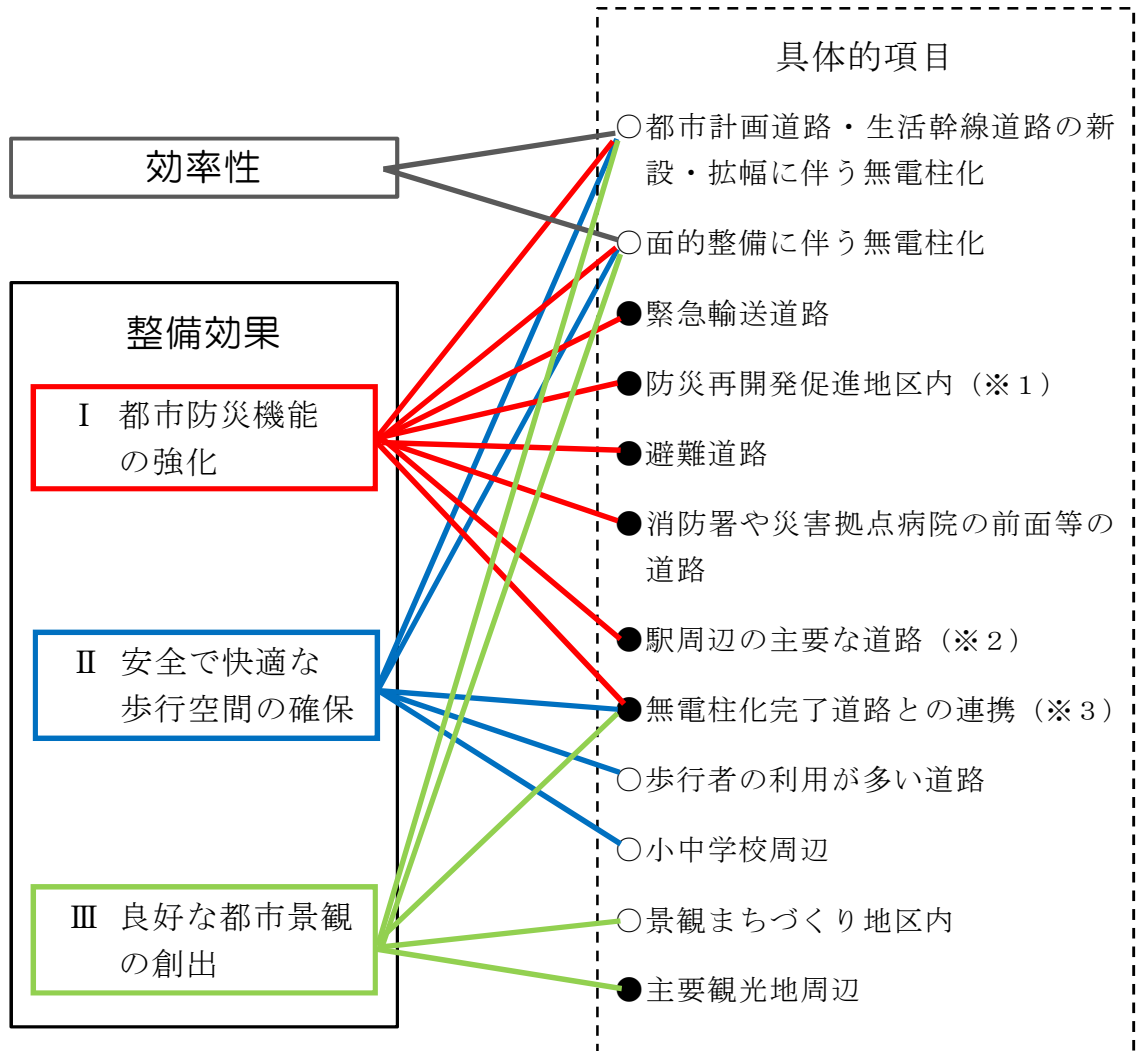 効率性
整備効果
Ⅰ 都市防災機能
の強化
Ⅱ 安全で快適な
歩行空間の確保
Ⅲ 良好な都市景観
の創出
具体的項目
○都市計画道路・生活幹線道路の新
設・拡幅に伴う無電柱化
○面的整備に伴う無電柱化
●緊急輸送道路
●防災再開発促進地区内（※１）
●避難道路
●消防署や災害拠点病院の前面等の
道路
●駅周辺の主要な道路（※２）
●無電柱化完了道路との連携（※３）
○歩行者の利用が多い道路
○小中学校周辺
○景観まちづくり地区内
●主要観光地周辺